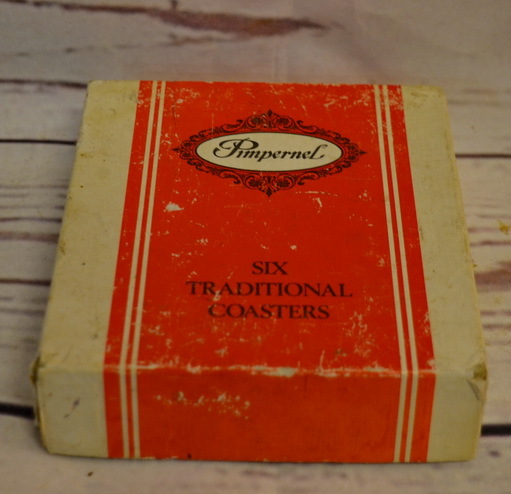 Pimpernel
SIX
TRADITIONAL
COASTERS